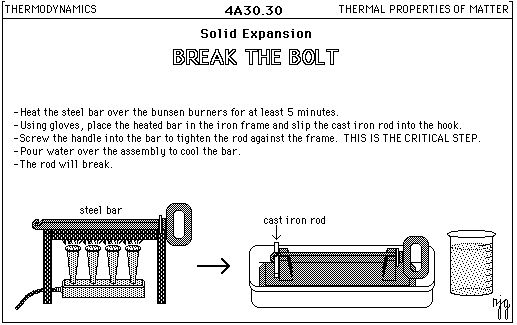 THERMODYNAMICS 4A30.30 THERMAL PROPERTIES OF MATTER
Solid Expansion
BREAK THE BOLT
-Heat the steel bar over the bunsen burners for at least 5 minutes.
-Using gloves, place the heated bar in the iron frame and slip the cast iron rod into the hook.
-Screw the handle into the bar to tighten the rod against the frame. THIS IS THE CRITICAL STEP.
-Pour water over the assembly to cool the bar.
-The rod will break.
steel bar
cast iron rod
njg